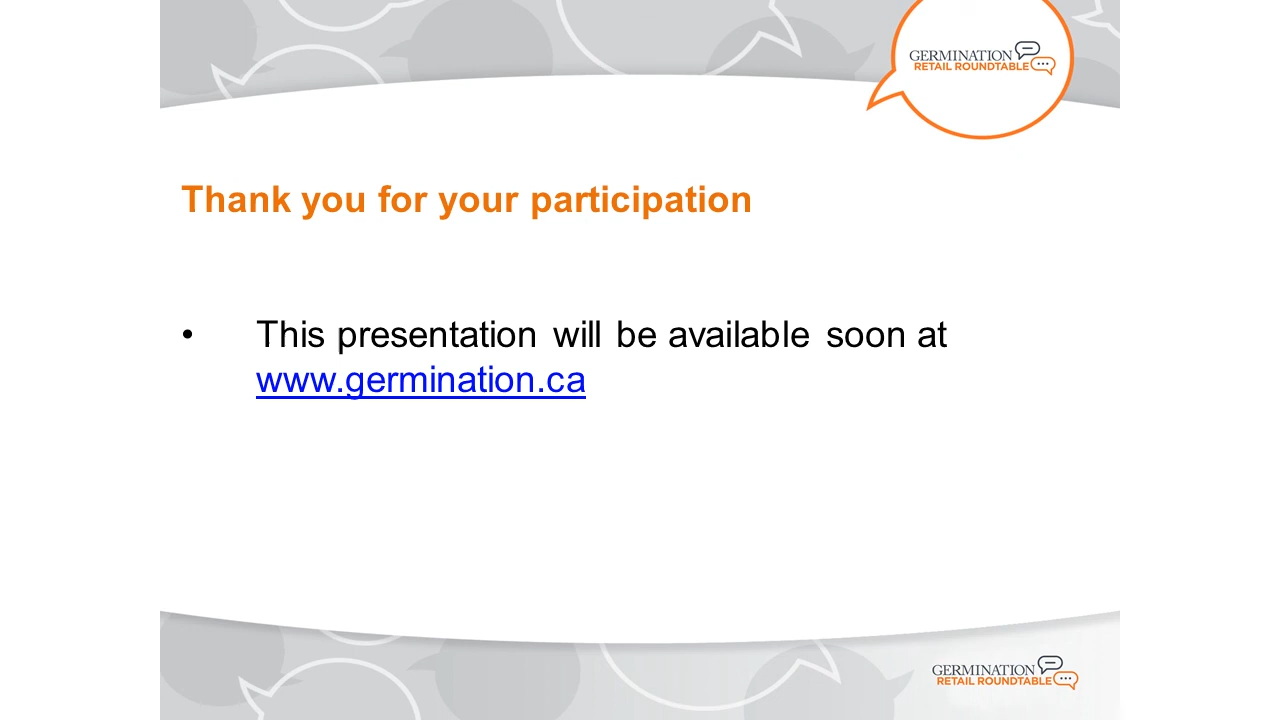 GERMINATION
RETAIL ROUNDTABLE
Thank you for your participation
• This presentation will be available soon at
www.germination.ca
GERMINATION
RETAIL ROUNDTABLE